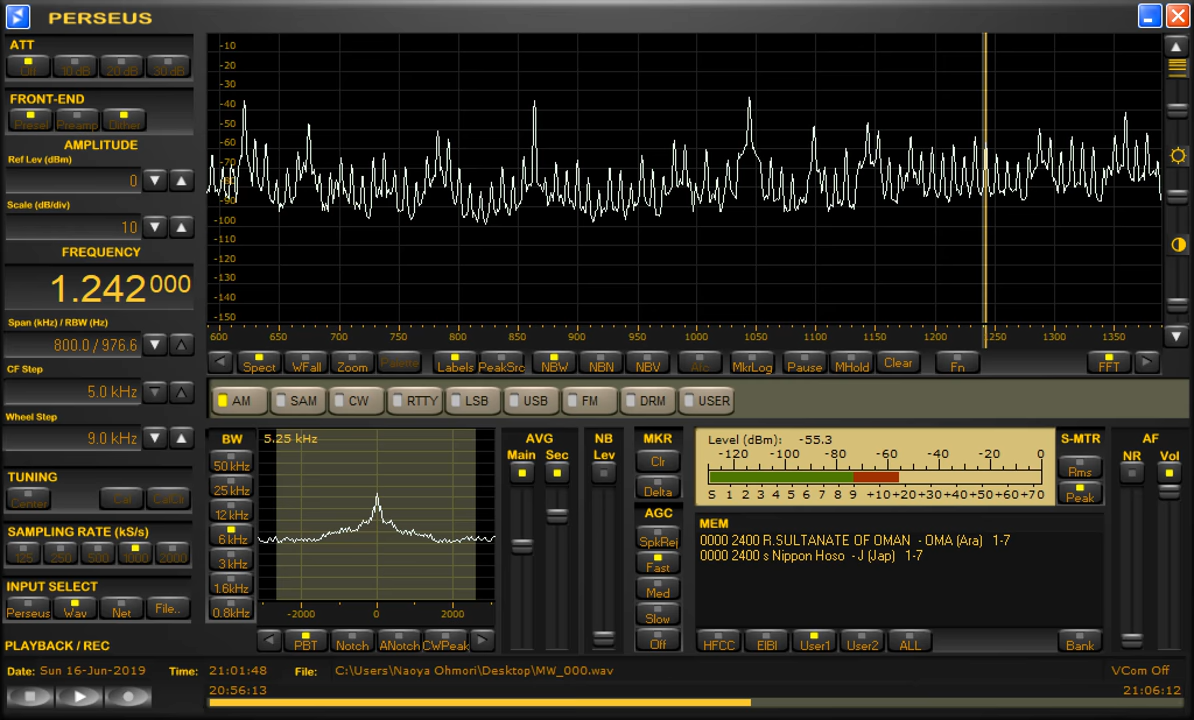 PERSEUS
ATT
Off 10 dB 20 dB 30 dB
FRONT-END
Presel Preamp Dither
AMPLITUDE
Ref Lev (dBm)
0
Scale (dB/div)
10
FREQUENCY
1.242000
Span (kHz) / RBW (Hz)
800.0 / 976.6
CF Step
5.0 kHz
Wheel Step
9.0 kHz
TUNING
Center Cal CalClr
SAMPLING RATE (kS/s)
125 250 500 1000 2000
INPUT SELECT
Perseus Wav Net File..
PLAYBACK / REC
-10
-20
-30
-40
-50
-60
-70
-80
-90
-100
-110
-120
-130
-140
-150
600 650 700 750 800 850 900 950 1000 1050 1100 1150 1200 1250 1300 1350
Spect WFall Zoom Palette Labels PeakSrc NBW NBN NBV Alc MkrLog Pause MHold Clear Fn FFT
AM SAM CW RTTY LSB USB FM DRM USER
BW
50 kHz
25 kHz
12 kHz
6 kHz
3 kHz
1.6kHz
0.8kHz
5.25 kHz
-2000 0 2000
PBT Notch ANotch CWPeak
AVG
Main Sec
NB
Lev
MKR
Clr
Delta
AGC
SpkRej
Fast
Med
Slow
Off
Level (dBm): -55.3
-120 -100 -80 -60 -40 -20 0
S 1 2 3 4 5 6 7 8 9 +10+20+30+40+50+60+70
S-MTR
Rms
Peak
AF
NR Vol
MEM
0000 2400 R.SULTANATE OF OMAN - OMA (Ara) 1-7
0000 2400 s Nippon Hoso - J (Jap) 1-7
HFCC EIBI User1 User2 ALL Bank
Date: Sun 16-Jun-2019 Time: 21:01:48 File: C:\Users\Naoya Ohmori\Desktop\MW_000.wav VCom Off
20:56:13 21:06:12